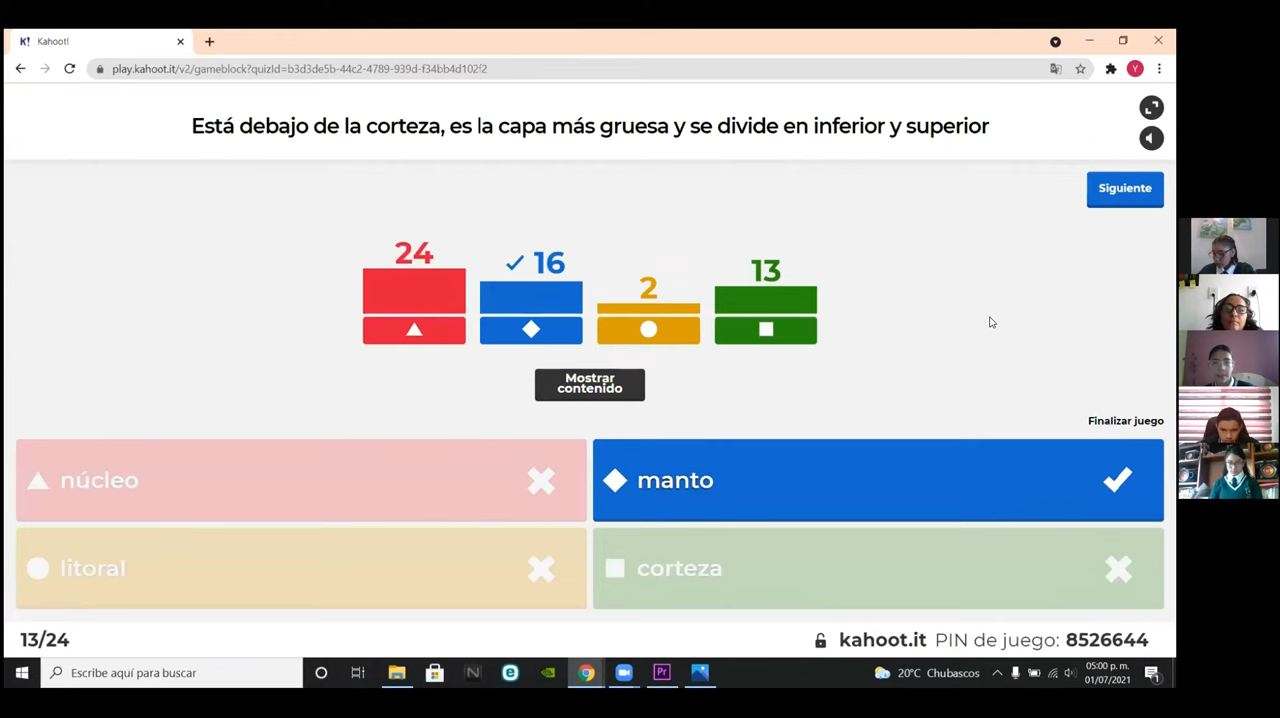 K! Kahoot!
play.kahoot.it/v2/gameblock?quizId=b3d3de5b-44c2-4789-939d-f34bb4d102f2
Y
Está debajo de la corteza, es la capa más gruesa y se divide en inferior y superior
Siguiente
24
16
2
13
Mostrar
contenido
Finalizar juego
núcleo
manto
litoral
corteza
13/24
kahoot.it PIN de juego: 8526644
Escribe aquí para buscar
N
e
Pr
20°C Chubascos
05:00 p. m.
01/07/2021
1